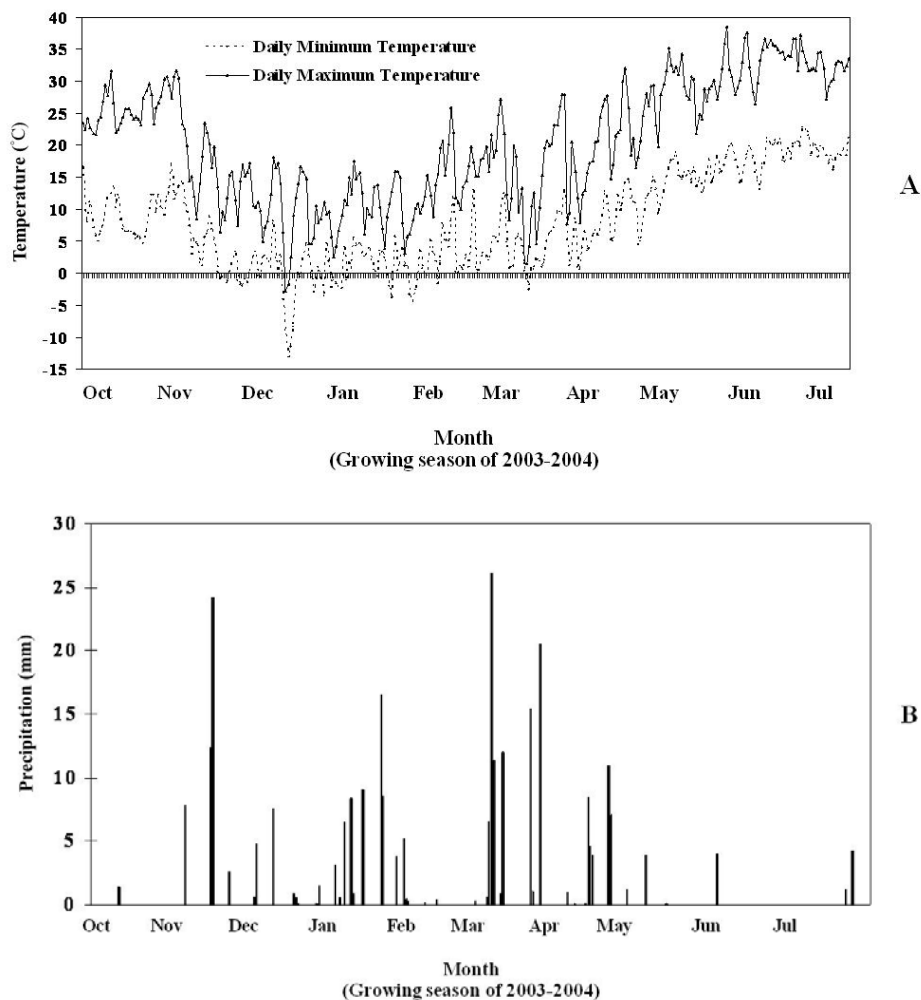 40
35
30
25
20
15
10
5
0
-5
-10
-15
Temperature (°C)
Daily Minimum Temperature
Daily Maximum Temperature
A
Oct Nov Dec Jan Feb Mar Apr May Jun Jul
Month
(Growing season of 2003-2004)
30
25
20
15
10
5
0
Precipitation (mm)
B
Oct Nov Dec Jan Feb Mar Apr May Jun Jul
Month
(Growing season of 2003-2004)